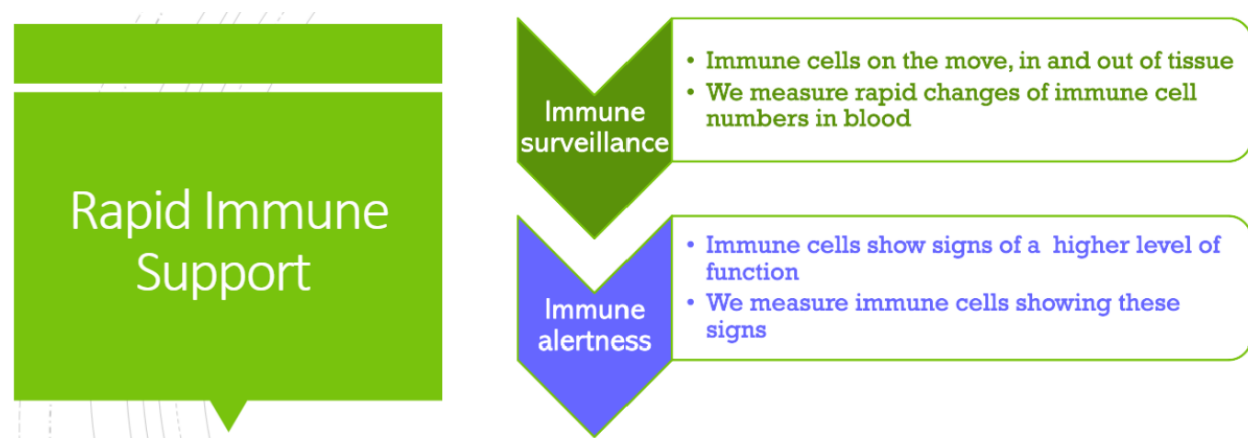 Rapid Immune
Support
Immune
surveillance
• Immune cells on the move, in and out of tissue
• We measure rapid changes of immune cell
numbers in blood
Immune
alertness
• Immune cells show signs of a higher level of
function
• We measure immune cells showing these
signs